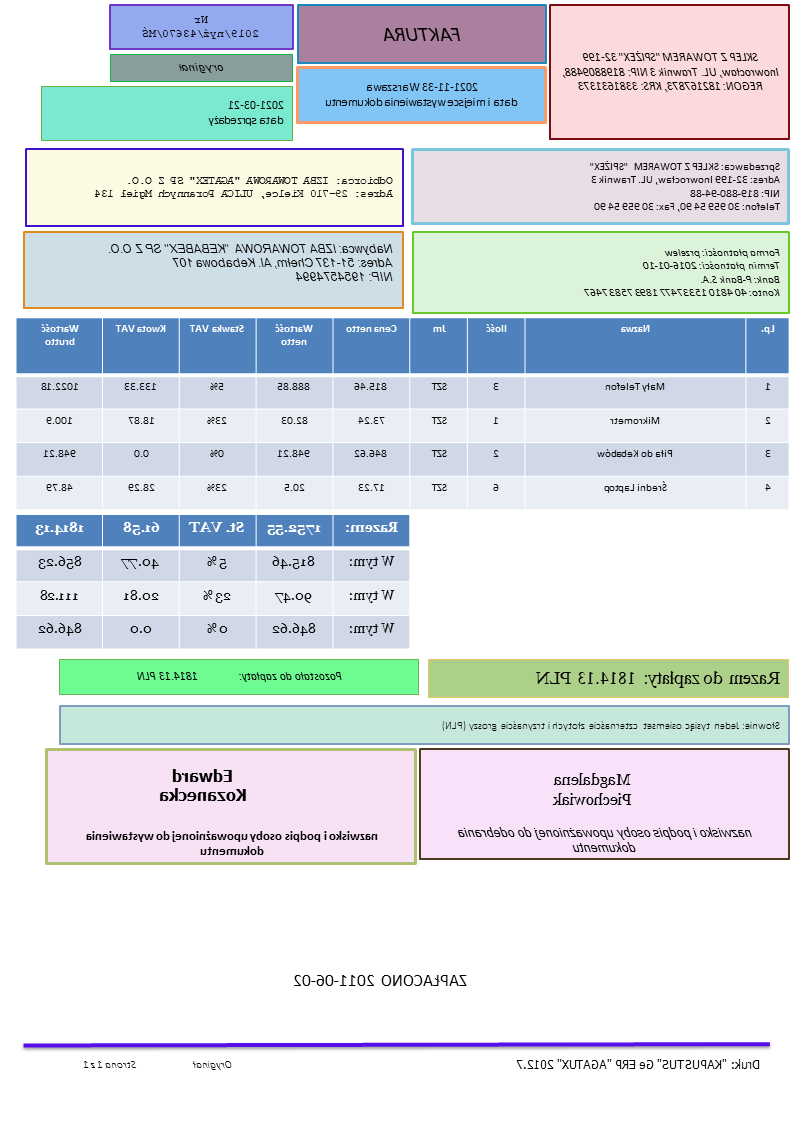 SKLEP Z TOWAREM "SPIŻEX" 32-199
Inowrocław, UL. Trawnik 3 NIP: 8198809488,
REGON: 182167873, KRS: 3381631373
FAKTURA
2021-11-33 Warszawa
data i miejsce wystawienia dokumentu
Nr
2019/nyś/43670/MŚ
oryginał
2021-03-21
data sprzedaży
Sprzedawca: SKLEP Z TOWAREM "SPIŻEX"
Adres: 32-199 Inowrocław, UL. Trawnik 3
NIP: 819-880-94-88
Telefon: 30 959 54 90, Fax: 30 959 54 90
Odbiorca: IZBA TOWAROWA "AGATEX" SP Z O.O.
Adres: 29-710 Kielce, ULICA Porannych Mgieł 134
Forma płatności: przelew
Termin płatności: 2016-01-10
Bank: P-Bank S.A.
Konto: 40 4810 1533 7477 1898 7583 7467
Nabywca: IZBA TOWAROWA "KEBABEX" SP Z O.O.
Adres: 51-137 Chełm, Al. Kebabowa 107
NIP: 1954574994
Lp. Nazwa Ilość Jm Cena netto Wartość netto Stawka VAT Kwota VAT Wartość brutto
1 Mały Telefon 3 SZT 815.46 888.85 5% 133.33 1022.18
2 Mikrometr 1 SZT 73.24 82.03 23% 18.87 100.9
3 Piła do Kebabów 2 SZT 846.62 948.21 0% 0.0 948.21
4 Średni Laptop 6 SZT 17.23 20.5 23% 28.29 48.79
Razem: 1752.55 St. VAT 61.58 1814.13
W tym: 815.46 5% 40.77 856.23
W tym: 90.47 23% 20.81 111.28
W tym: 846.62 0% 0.0 846.62
Razem do zapłaty: 1814.13 PLN
Pozostało do zapłaty: 1814.13 PLN
Słownie: Jeden tysiąc osiemset czternaście złotych i trzynaście groszy (PLN)
Magdalena
Piechowiak
nazwisko i podpis osoby upoważnionej do odebrania
dokumentu
Edward
Kozanecka
nazwisko i podpis osoby upoważnionej do wystawienia
dokumentu
ZAPŁACONO 2011-06-02
Druk: "KAPUSTUS" Ge ERP "AGATUX" 2012.7
Oryginał
Strona 1 z 1